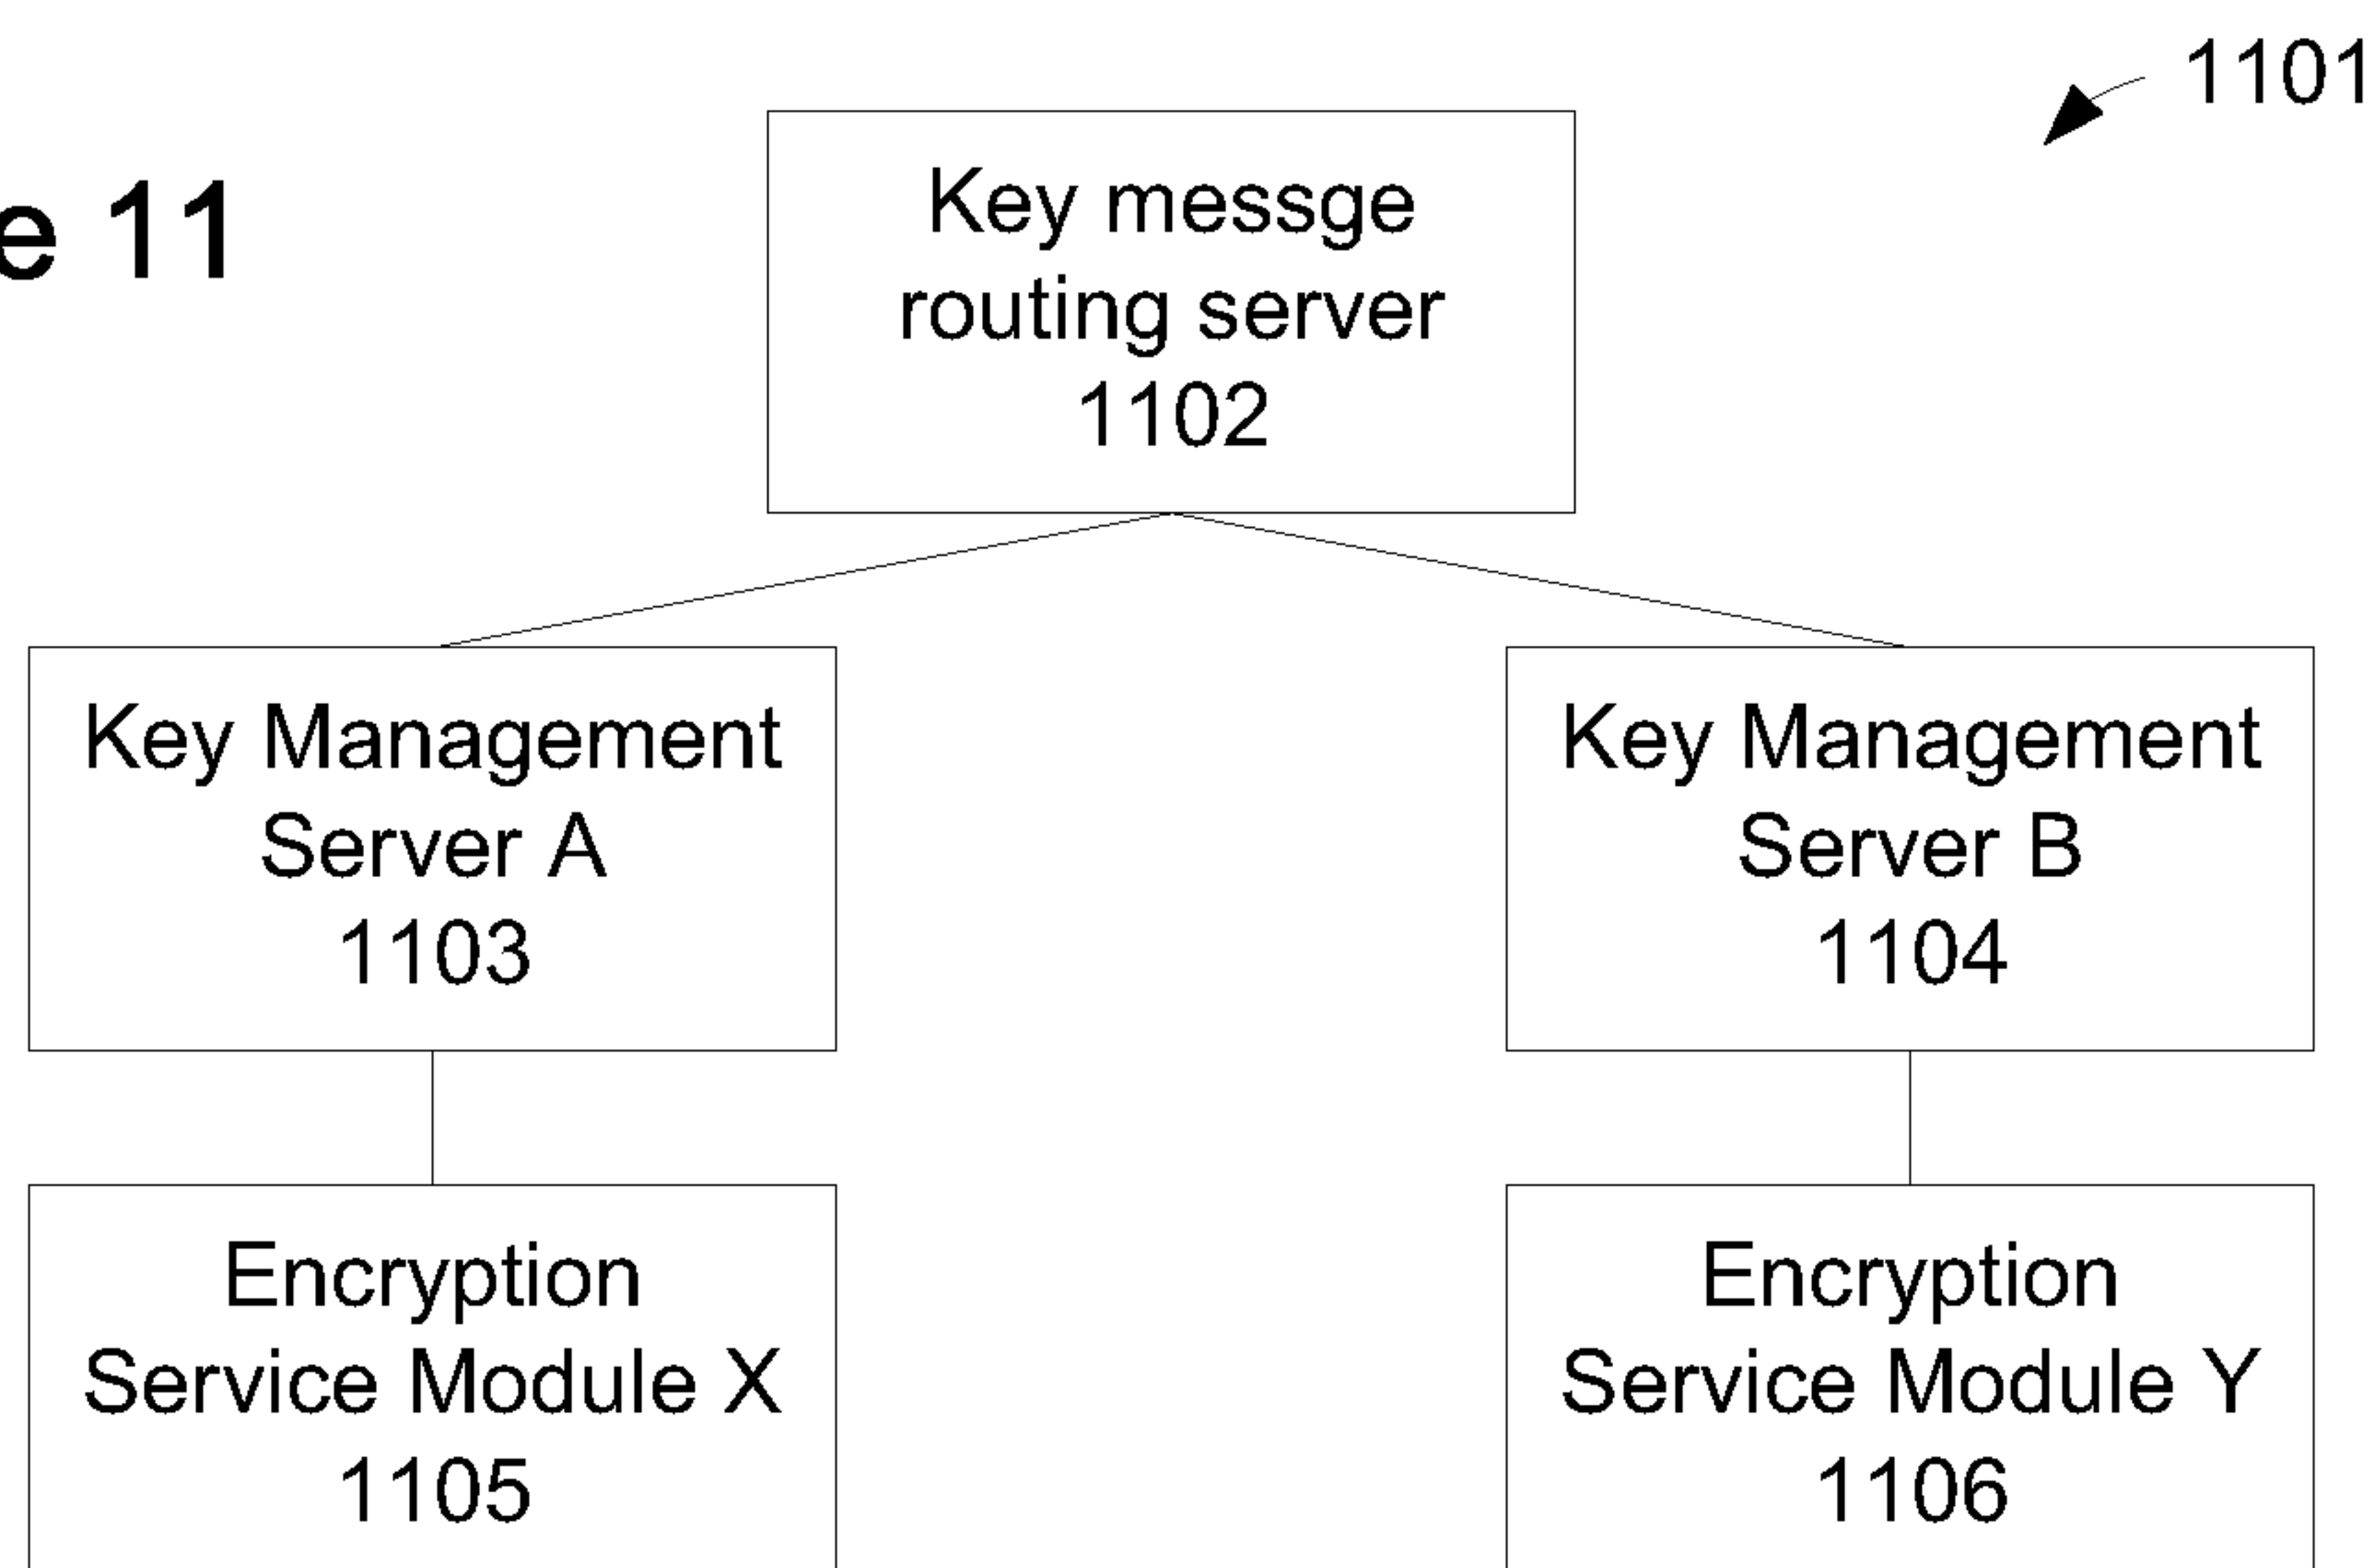 1101
e 11
Key messge
routing server
1102
Key Management
Server A
1103
Key Management
Server B
1104
Encryption
Service Module X
1105
Encryption
Service Module Y
1106